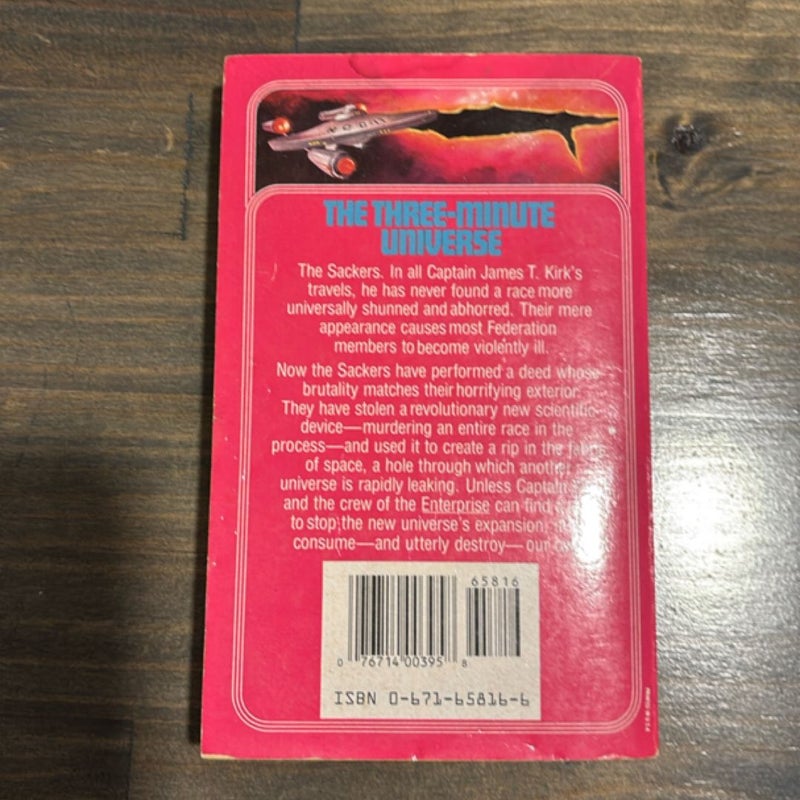 THE THREE-MINUTE
UNIVERSE
The Sackers. In all Captain James T. Kirk's
travels, he has never found a race more
universally shunned and abhorred. Their mere
appearance causes most Federation
members to become violently ill.
Now the Sackers have performed a deed whose
brutality matches their horrifying exterior.
They have stolen a revolutionary new scientific
device—murdering an entire race in the
process—and used it to create a rip in the fabric
of space, a hole through which another
universe is rapidly leaking. Unless Captain
and the crew of the Enterprise can find
to stop the new universe's expansion,
consume—and utterly destroy—our
65816
0 76714 00395 8
ISBN 0-671-65816-6